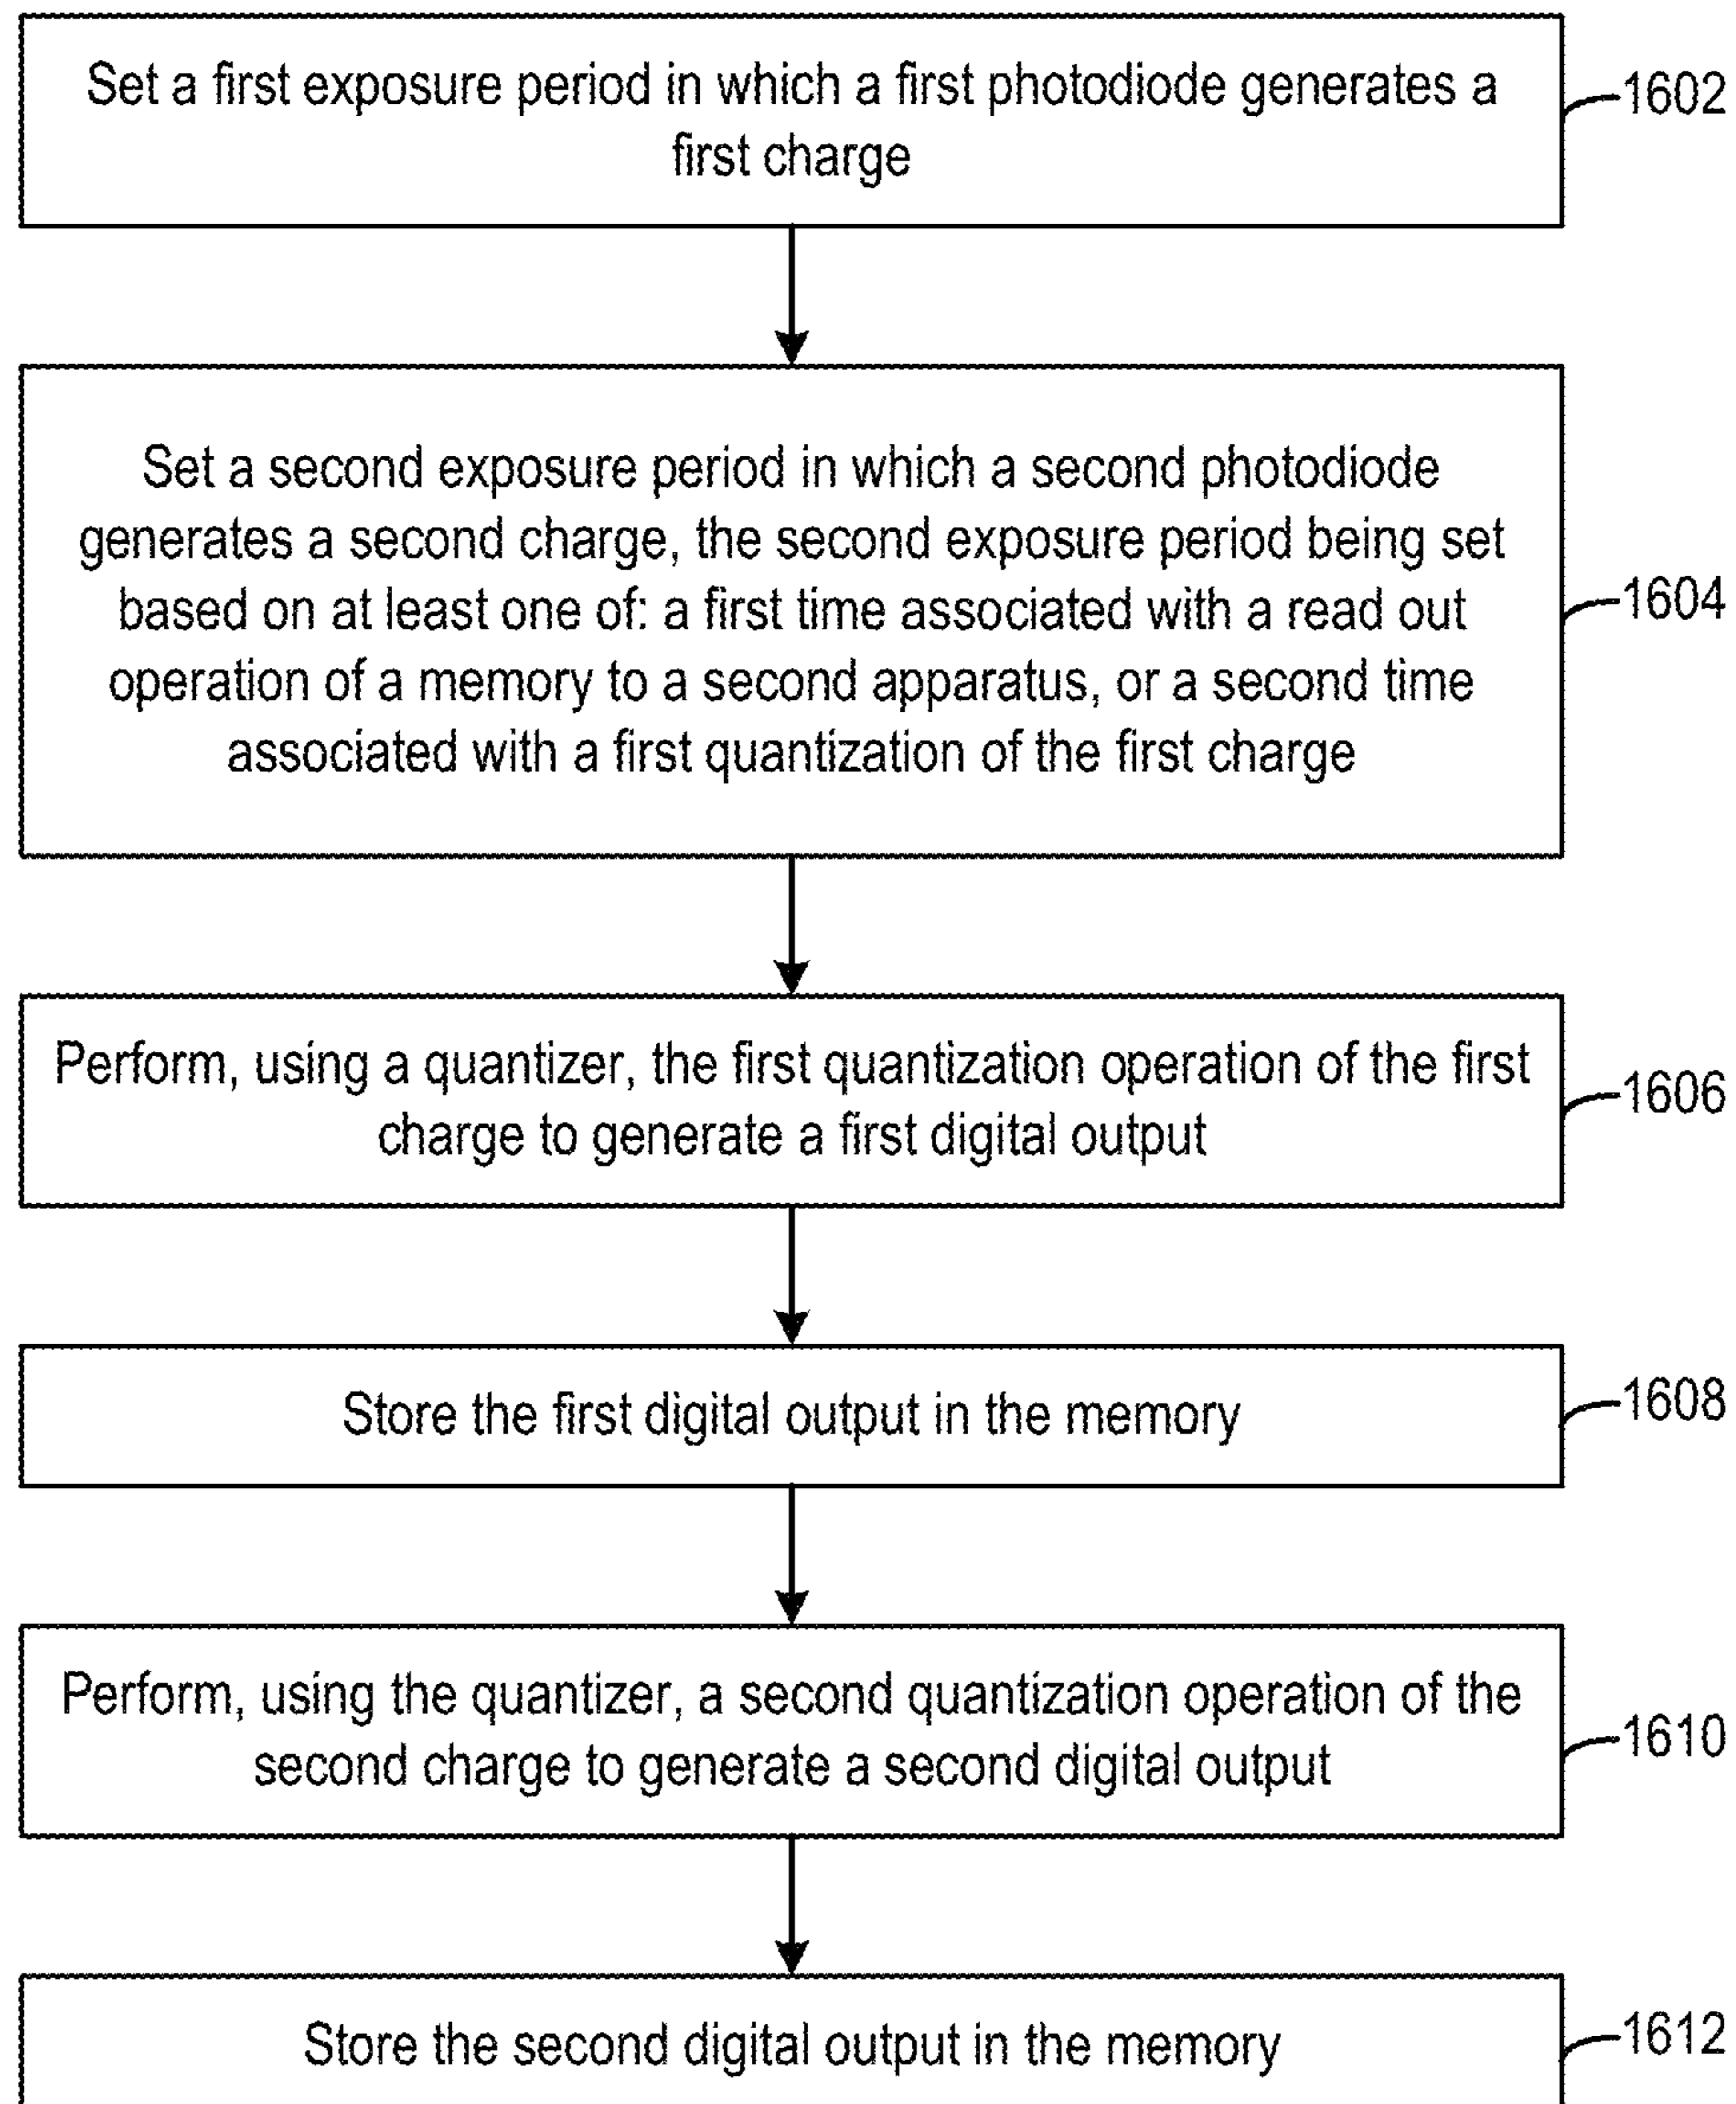 Set a first exposure period in which a first photodiode generates a
first charge
1602
Set a second exposure period in which a second photodiode
generates a second charge, the second exposure period being set
based on at least one of: a first time associated with a read out
operation of a memory to a second apparatus, or a second time
associated with a first quantization of the first charge
1604
Perform, using a quantizer, the first quantization operation of the first
charge to generate a first digital output
1606
Store the first digital output in the memory
1608
Perform, using the quantizer, a second quantization operation of the
second charge to generate a second digital output
1610
Store the second digital output in the memory
1612